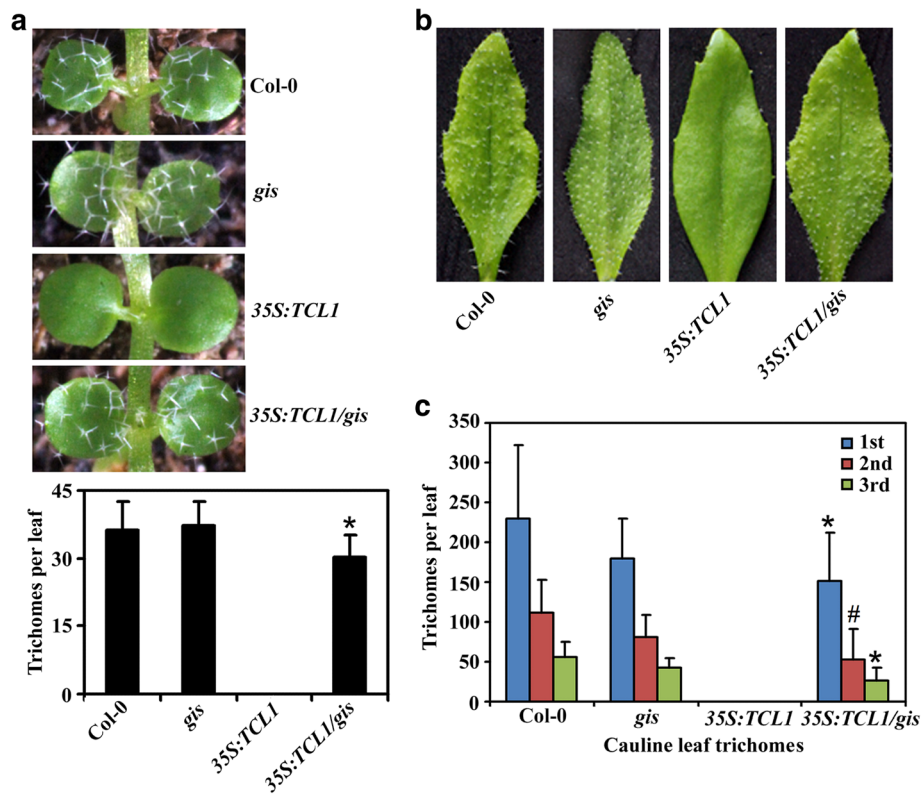 a
Col-0
gis
35S:TCL1
35S:TCL1/gis
45
30
15
0
Trichomes per leaf
*
Col-0
gis
35S:TCL1
35S:TCL1/gis
b
Col-0
gis
35S:TCL1
35S:TCL1/gis
c
350
300
250
200
150
100
50
0
Trichomes per leaf
1st
2nd
3rd
*
#
*
Col-0
gis
35S:TCL1
35S:TCL1/gis
Cauline leaf trichomes